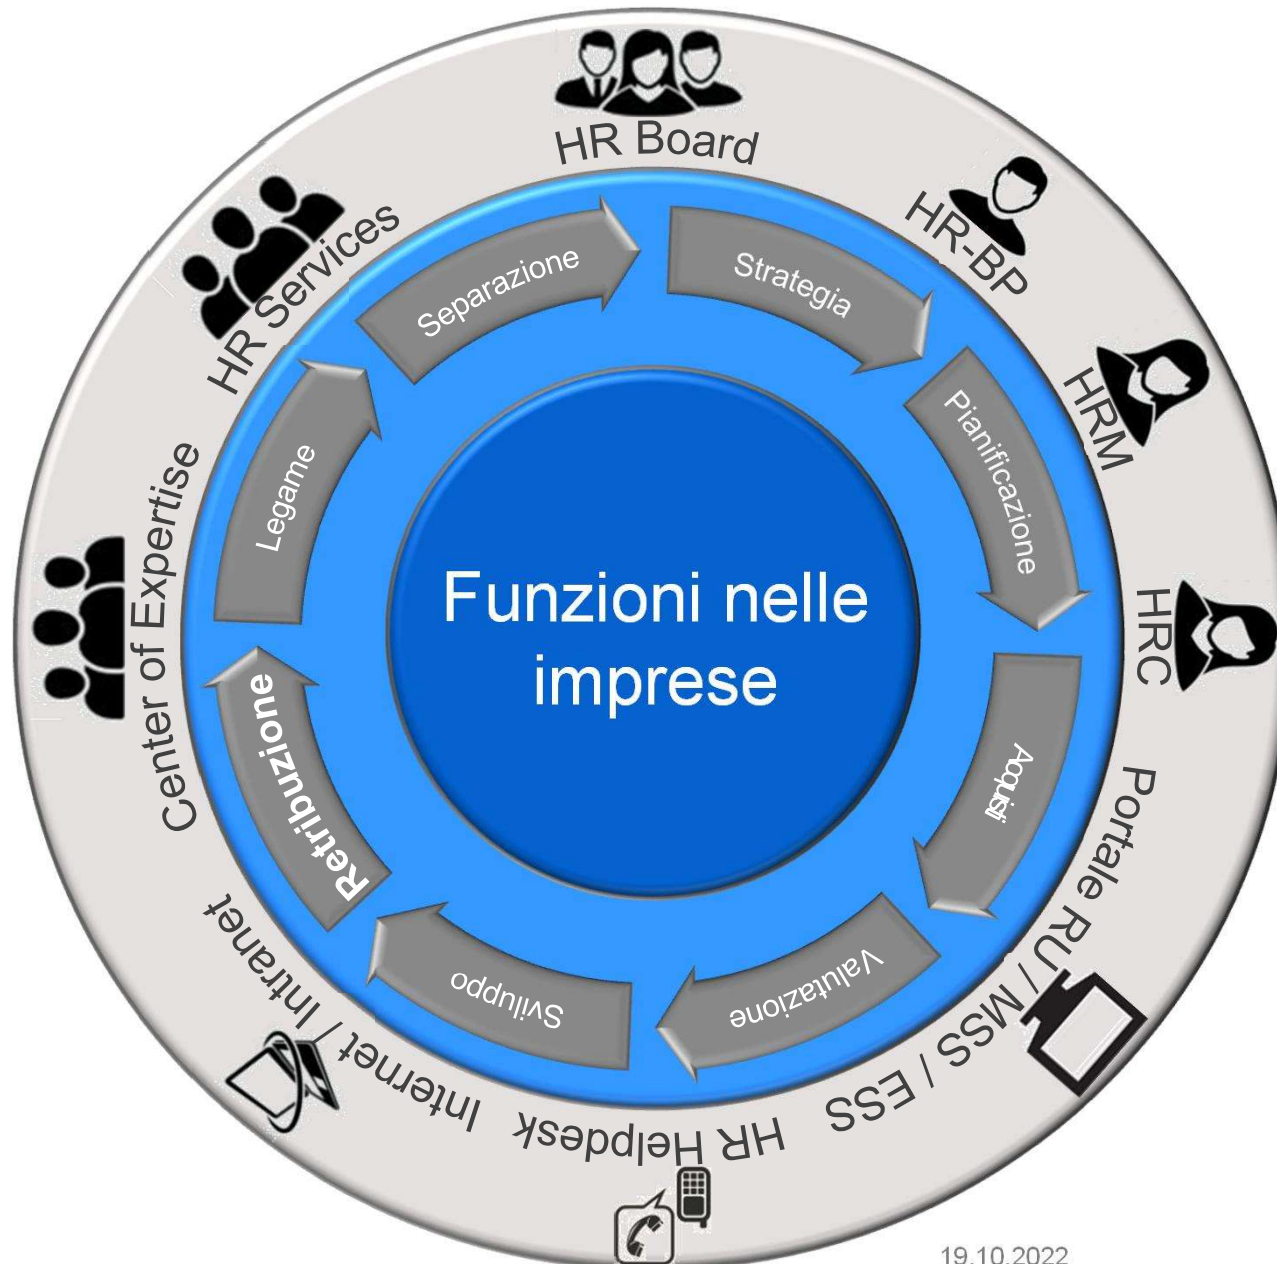 HR Board
HR-BP
HRM
HRC
Portale RU / MSS / ESS
HR Helpdesk
Internet / Intranet
Center of Expertise
HR Services
Strategia
Pianificazione
Acquisti
Valutazione
Sviluppo
Retribuzione
Legame
Separazione
Funzioni nelle
imprese
19.10.2022